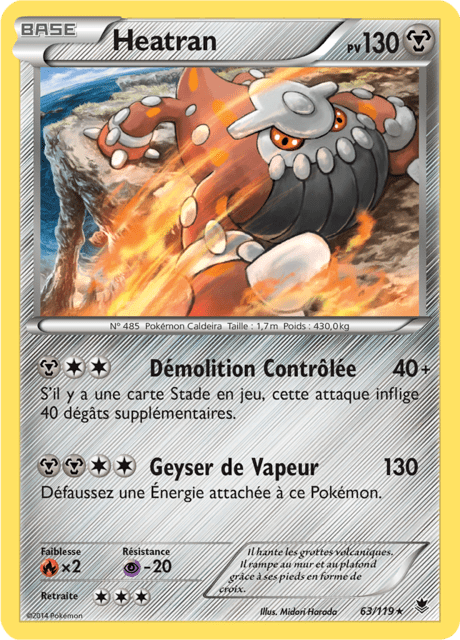 BASE
Heatran
PV130
N° 485 Pokémon Caldeira Taille : 1,7m Poids : 430,0kg
Démolition Contrôlée 40+
S'il y a une carte Stade en jeu, cette attaque inflige
40 dégâts supplémentaires.
Geyser de Vapeur 130
Défaussez une Énergie attachée à ce Pokémon.
Faiblesse
×2
Résistance
-20
Retraite
Il hante les grottes volcaniques.
Il rampe au mur et au plafond
grâce à ses pieds en forme de
croix.
©2014 Pokémon
Illus. Midori Harada
63/119★